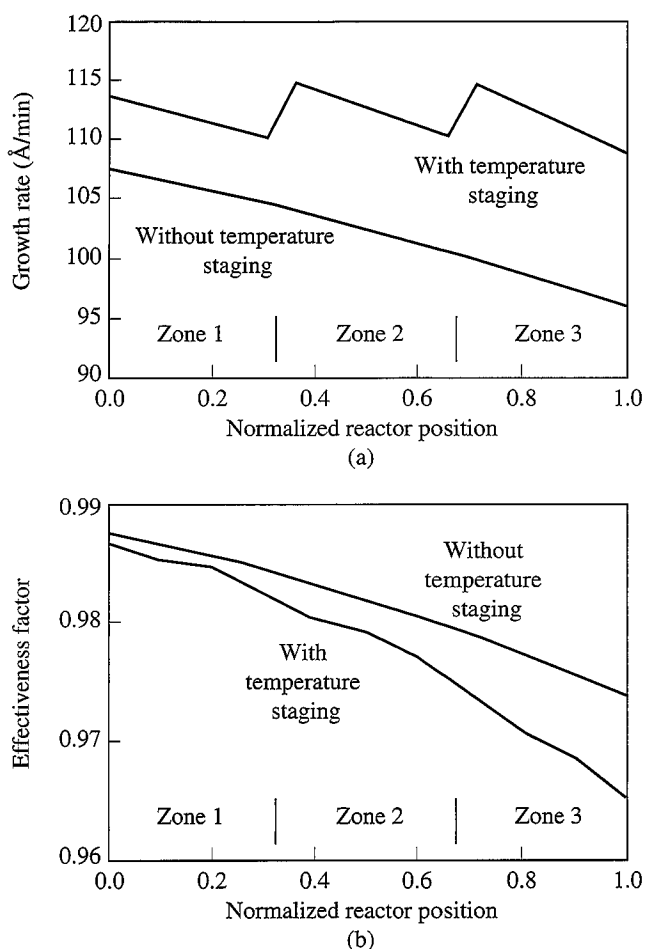 120
115
110
105
100
95
90
Growth rate (Å/min)
With temperature
staging
Without temperature
staging
Zone 1
Zone 2
Zone 3
0.0
0.2
0.4
0.6
0.8
1.0
Normalized reactor position
(a)
0.99
0.98
0.97
0.96
Effectiveness factor
Without
temperature
staging
With
temperature
staging
Zone 1
Zone 2
Zone 3
0.0
0.2
0.4
0.6
0.8
1.0
Normalized reactor position
(b)